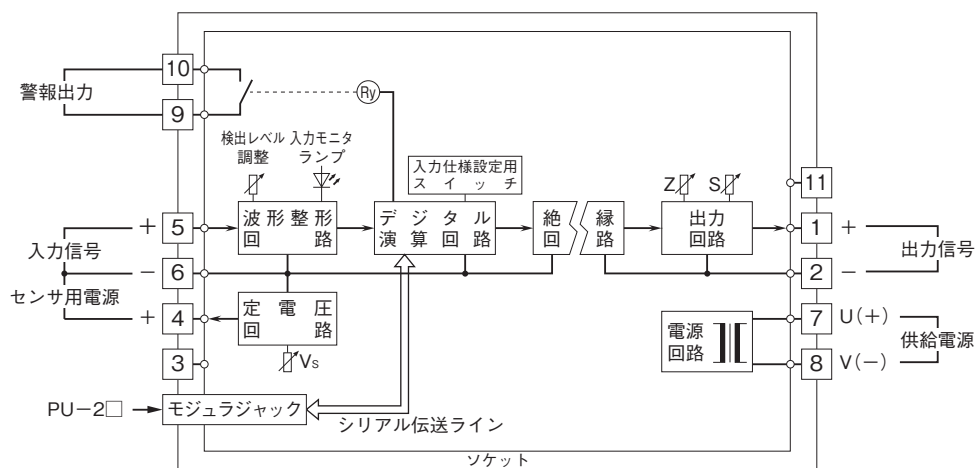 10
警報出力
9
Ry
検出レベル 入力モニタ
調整 ランプ
入力仕様設定用
スイッチ
Z S
11
5
+
波形整形
回路
デジタル
演算回路
絶縁
回路
出力
回路
1
+
入力信号
出力信号
−
6
2
−
センサ用電源
+
4
定電圧
回路
電源
回路
7
U(+)
供給電源
3
Vs
8
V(−)
PU−2□
モジュラジャック
シリアル伝送ライン
ソケット